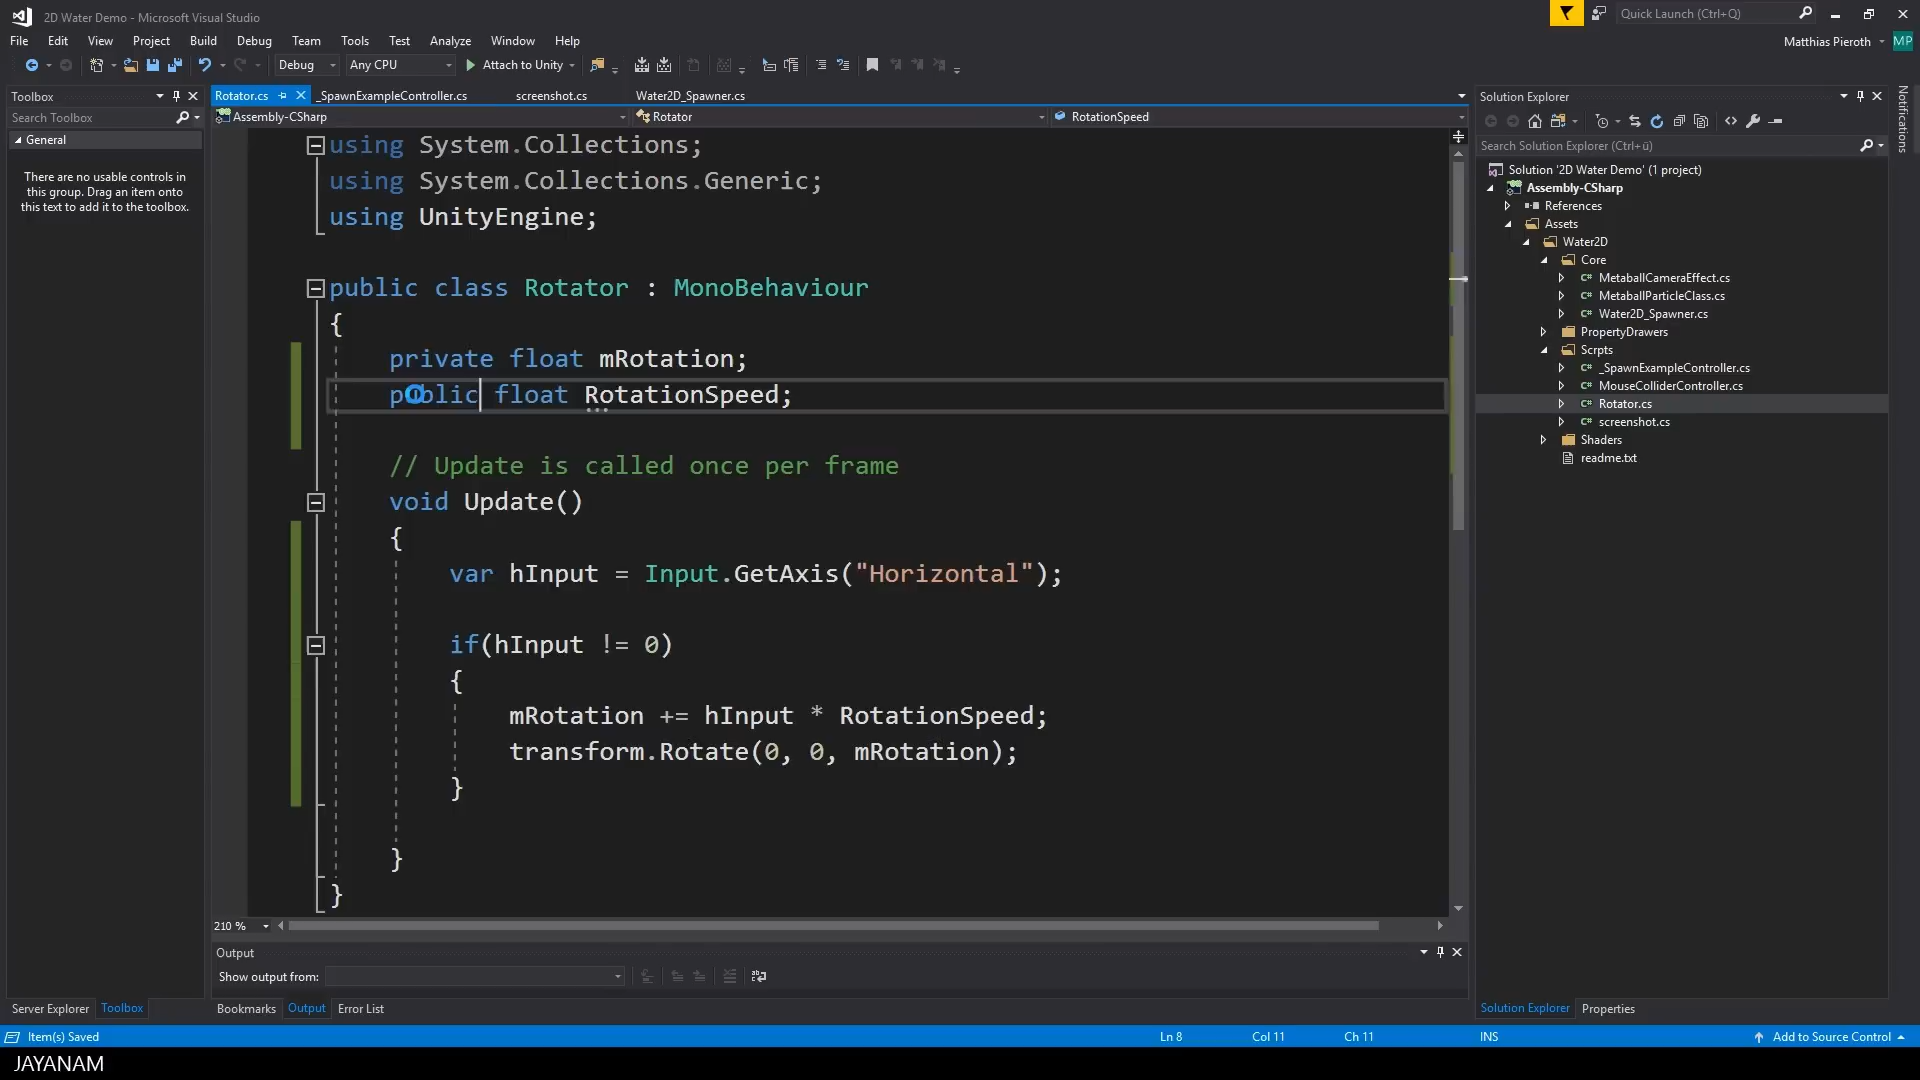 2D Water Demo - Microsoft Visual Studio
Quick Launch (Ctrl+Q)
File Edit View Project Build Debug Team Tools Test Analyze Window Help
Matthias Pieroth MP
Debug Any CPU Attach to Unity
Toolbox
Search Toolbox
General
There are no usable controls in
this group. Drag an item onto
this text to add it to the toolbox.
Rotator.cs _SpawnExampleController.cs screenshot.cs Water2D_Spawner.cs
Assembly-CSharp Rotator RotationSpeed
using System.Collections;
using System.Collections.Generic;
using UnityEngine;
public class Rotator : MonoBehaviour
{
private float mRotation;
public float RotationSpeed;
// Update is called once per frame
void Update()
{
var hInput = Input.GetAxis("Horizontal");
if(hInput != 0)
{
mRotation += hInput * RotationSpeed;
transform.Rotate(0, 0, mRotation);
}
}
}
210 %
Output
Show output from:
Server Explorer Toolbox
Bookmarks Output Error List
Solution Explorer
Search Solution Explorer (Ctrl+ü)
Solution '2D Water Demo' (1 project)
Assembly-CSharp
References
Assets
Water2D
Core
MetaballCameraEffect.cs
MetaballParticleClass.cs
Water2D_Spawner.cs
PropertyDrawers
Scrpts
_SpawnExampleController.cs
MouseColliderController.cs
Rotator.cs
screenshot.cs
Shaders
readme.txt
Solution Explorer Properties
Notifications
Item(s) Saved Ln 8 Col 11 Ch 11 INS Add to Source Control
JAYANAM